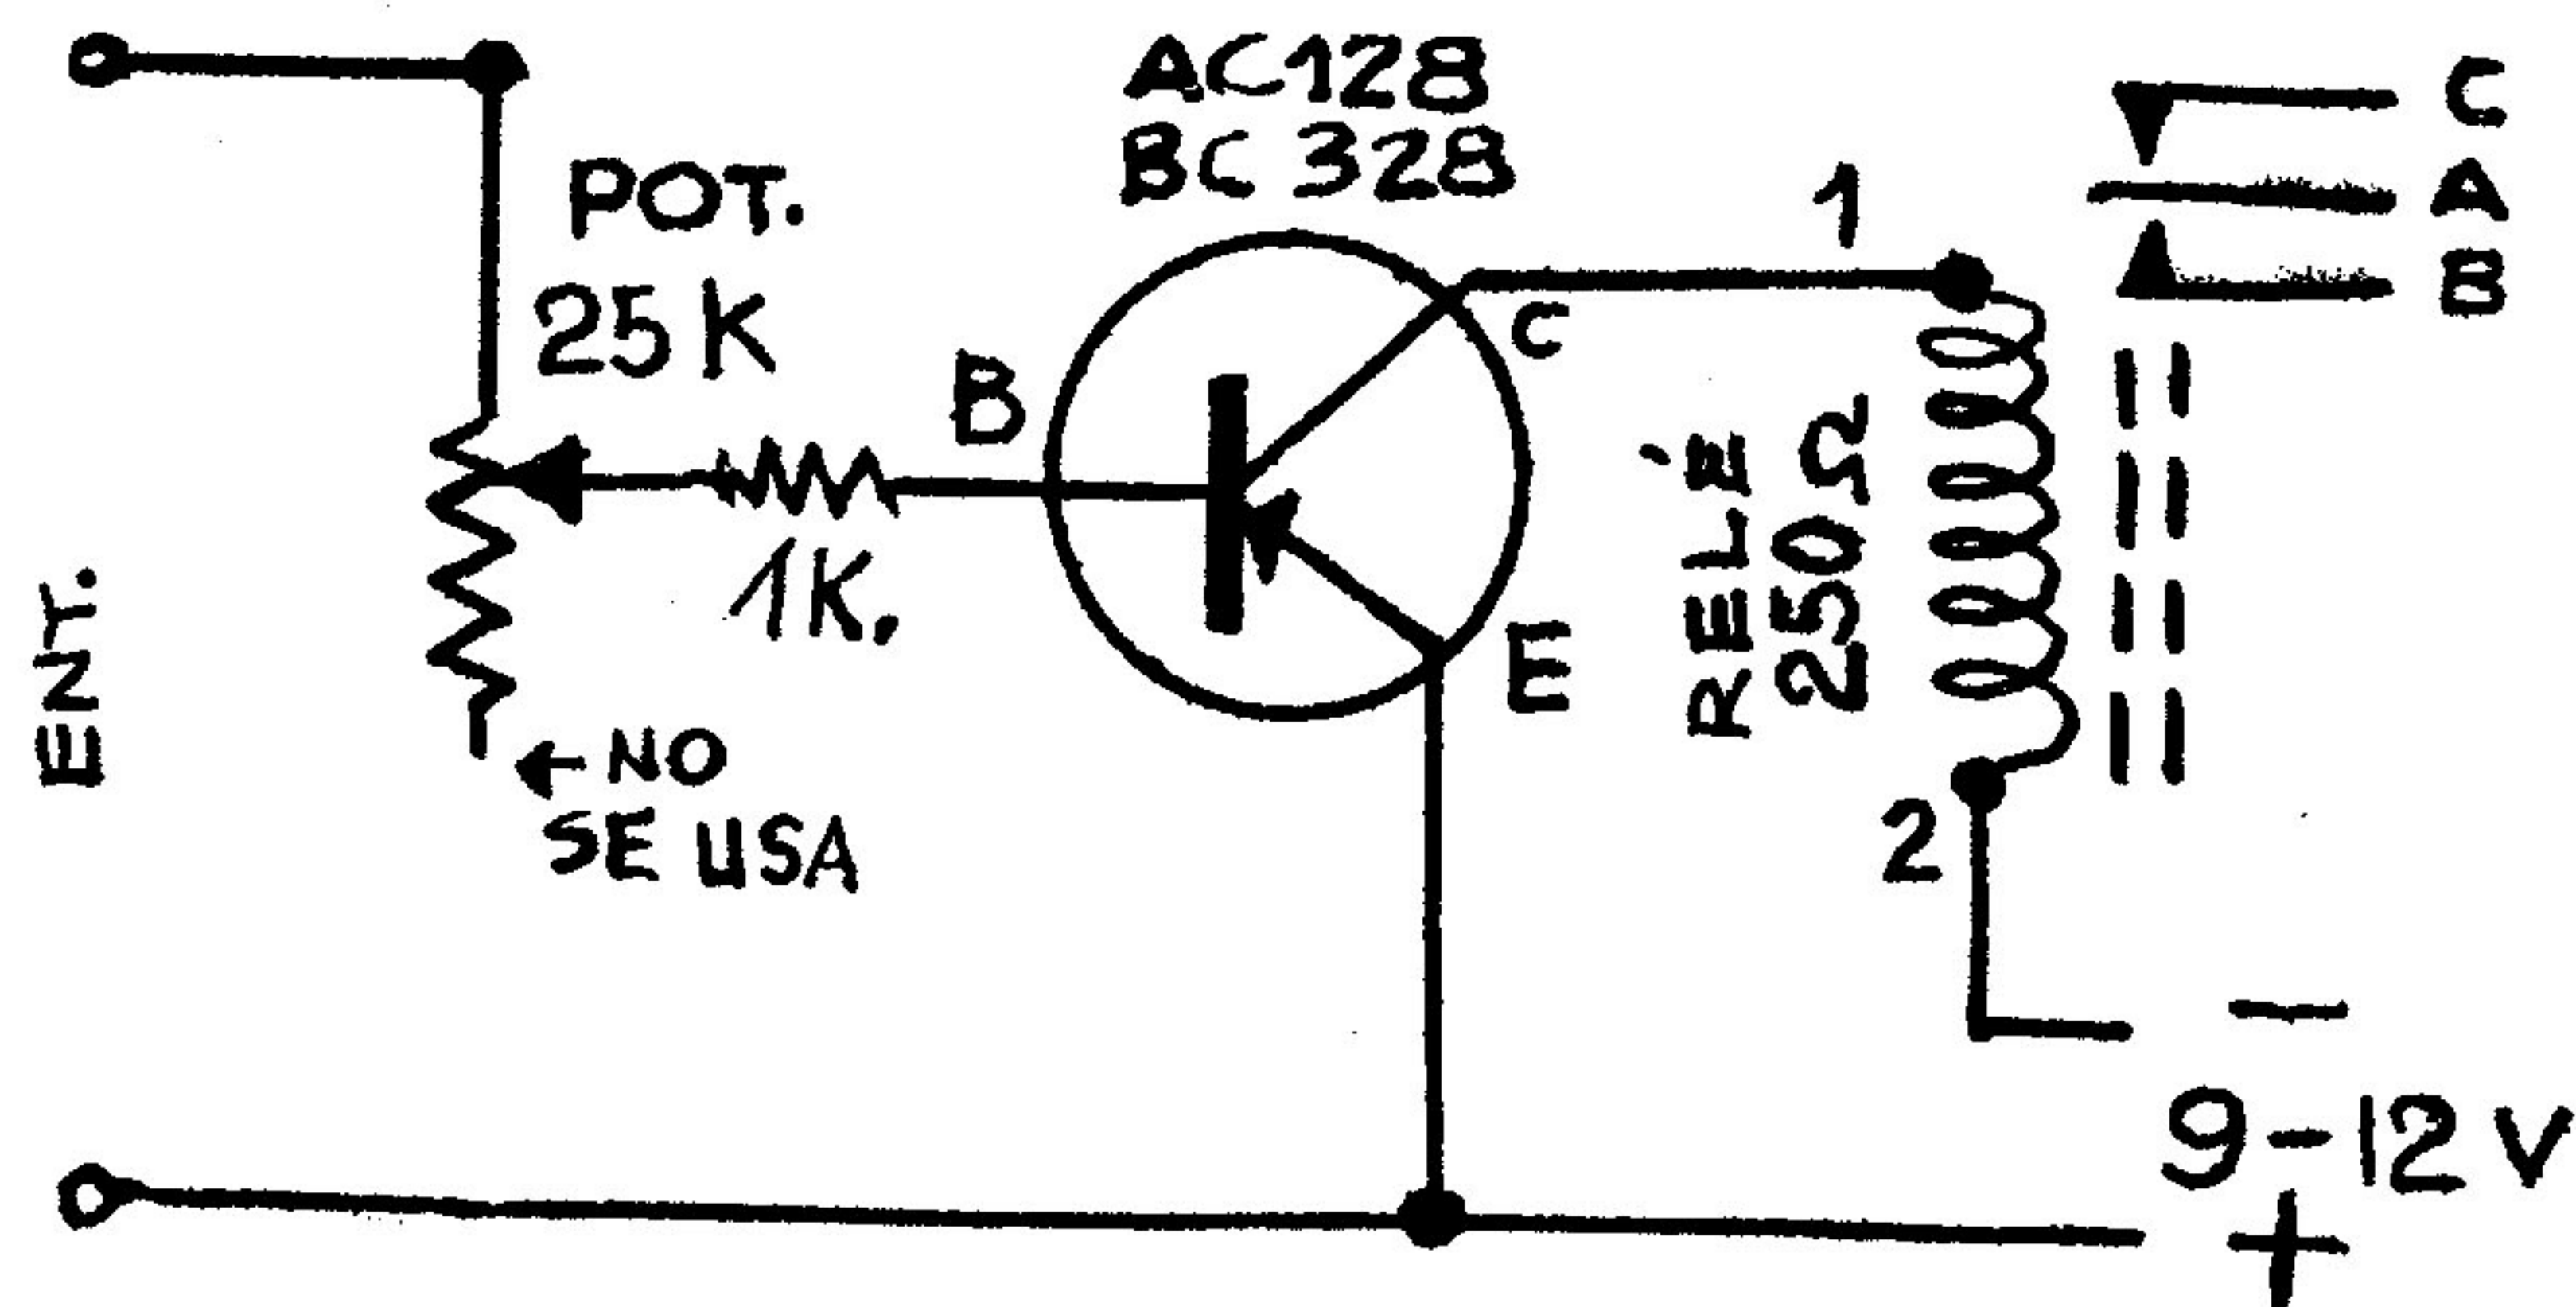 AC128
BC 328
POT.
25 K
1K.
B
C
E
ENT.
← NO
SE USA
1
RELÉ
250 Ω
2
C
A
B
−
9-12 V
+